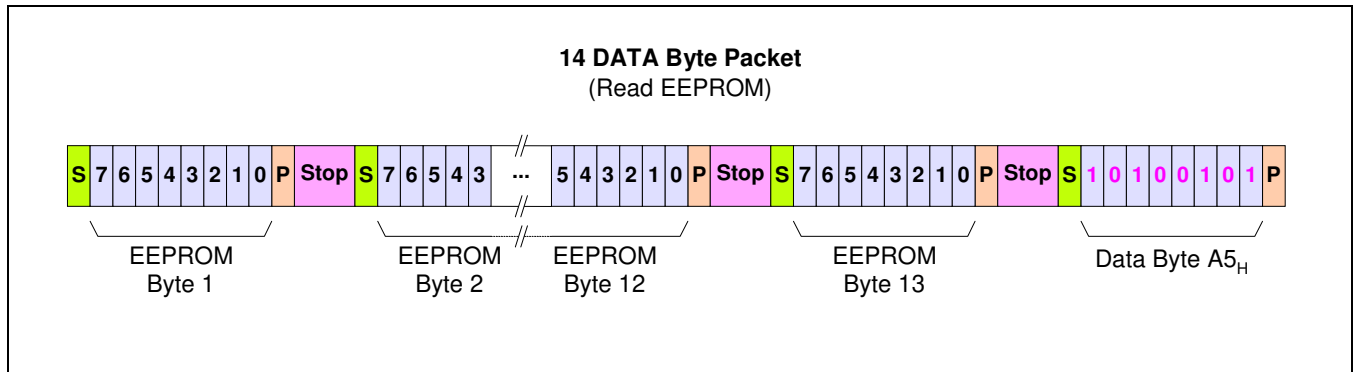 14 DATA Byte Packet
(Read EEPROM)
S 7 6 5 4 3 2 1 0 P Stop S 7 6 5 4 3 ... 5 4 3 2 1 0 P Stop S 7 6 5 4 3 2 1 0 P Stop S 1 0 1 0 0 1 0 1 P
EEPROM EEPROM EEPROM EEPROM Data Byte A5H
Byte 1 Byte 2 Byte 12 Byte 13